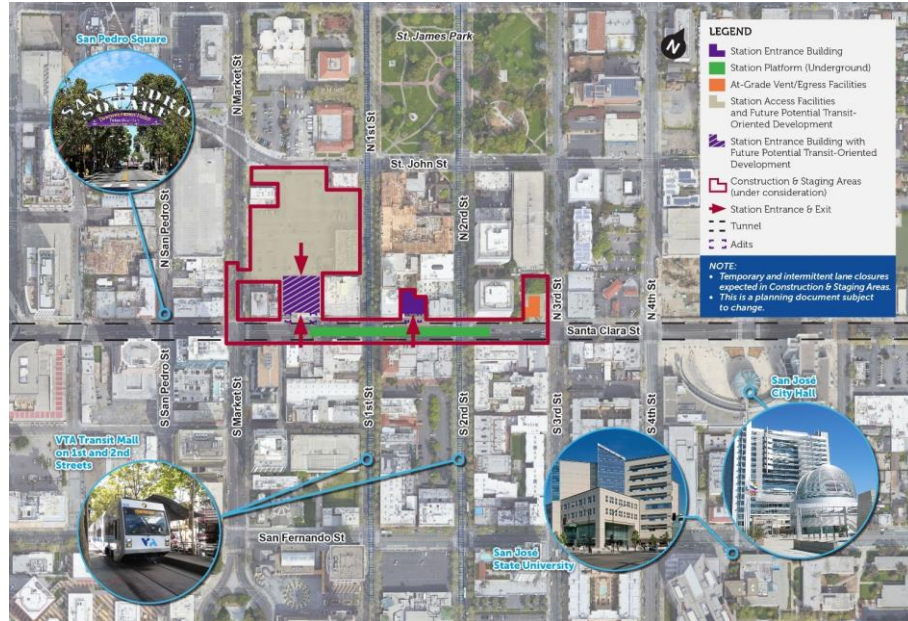 San Pedro Square
SAN PEDRO
SQUARE
N Market St
St. James Park
N 1st St
St. John St
N 2nd St
N San Pedro St
N 3rd St
N 4th St
Santa Clara St
S San Pedro St
S Market St
S 1st St
S 2nd St
S 3rd St
S 4th St
San José
City Hall
VTA Transit Mall
on 1st and 2nd
Streets
VTA
San Fernando St
San José
State University
N
LEGEND
Station Entrance Building
Station Platform (Underground)
At-Grade Vent/Egress Facilities
Station Access Facilities
and Future Potential Transit-
Oriented Development
Station Entrance Building with
Future Potential Transit-Oriented
Development
Construction & Staging Areas
(under consideration)
Station Entrance & Exit
Tunnel
Adits
NOTE:
• Temporary and intermittent lane closures
expected in Construction & Staging Areas.
• This is a planning document subject
to change.